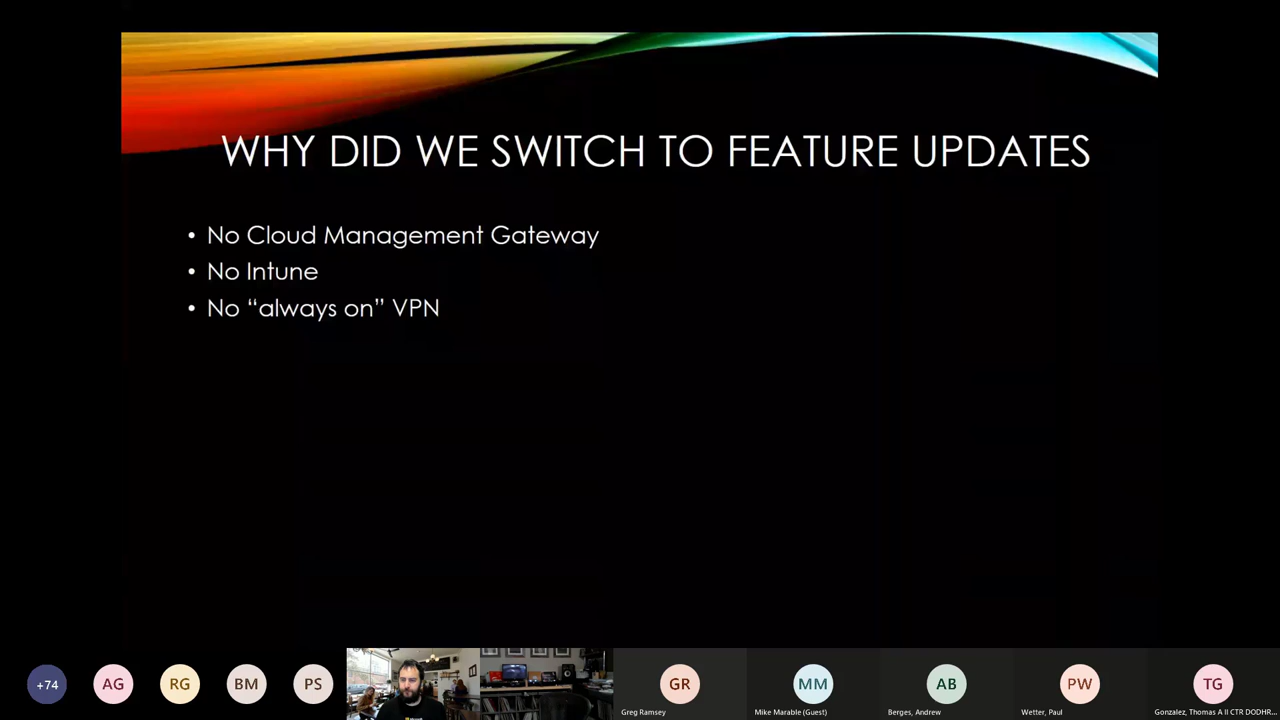 WHY DID WE SWITCH TO FEATURE UPDATES
• No Cloud Management Gateway
• No Intune
• No “always on” VPN
+74
AG
RG
BM
PS
GR
MM
AB
PW
TG
Greg Ramsey
Mike Marable (Guest)
Berges, Andrew
Wetter, Paul
Gonzalez, Thomas A II CTR DODHR...